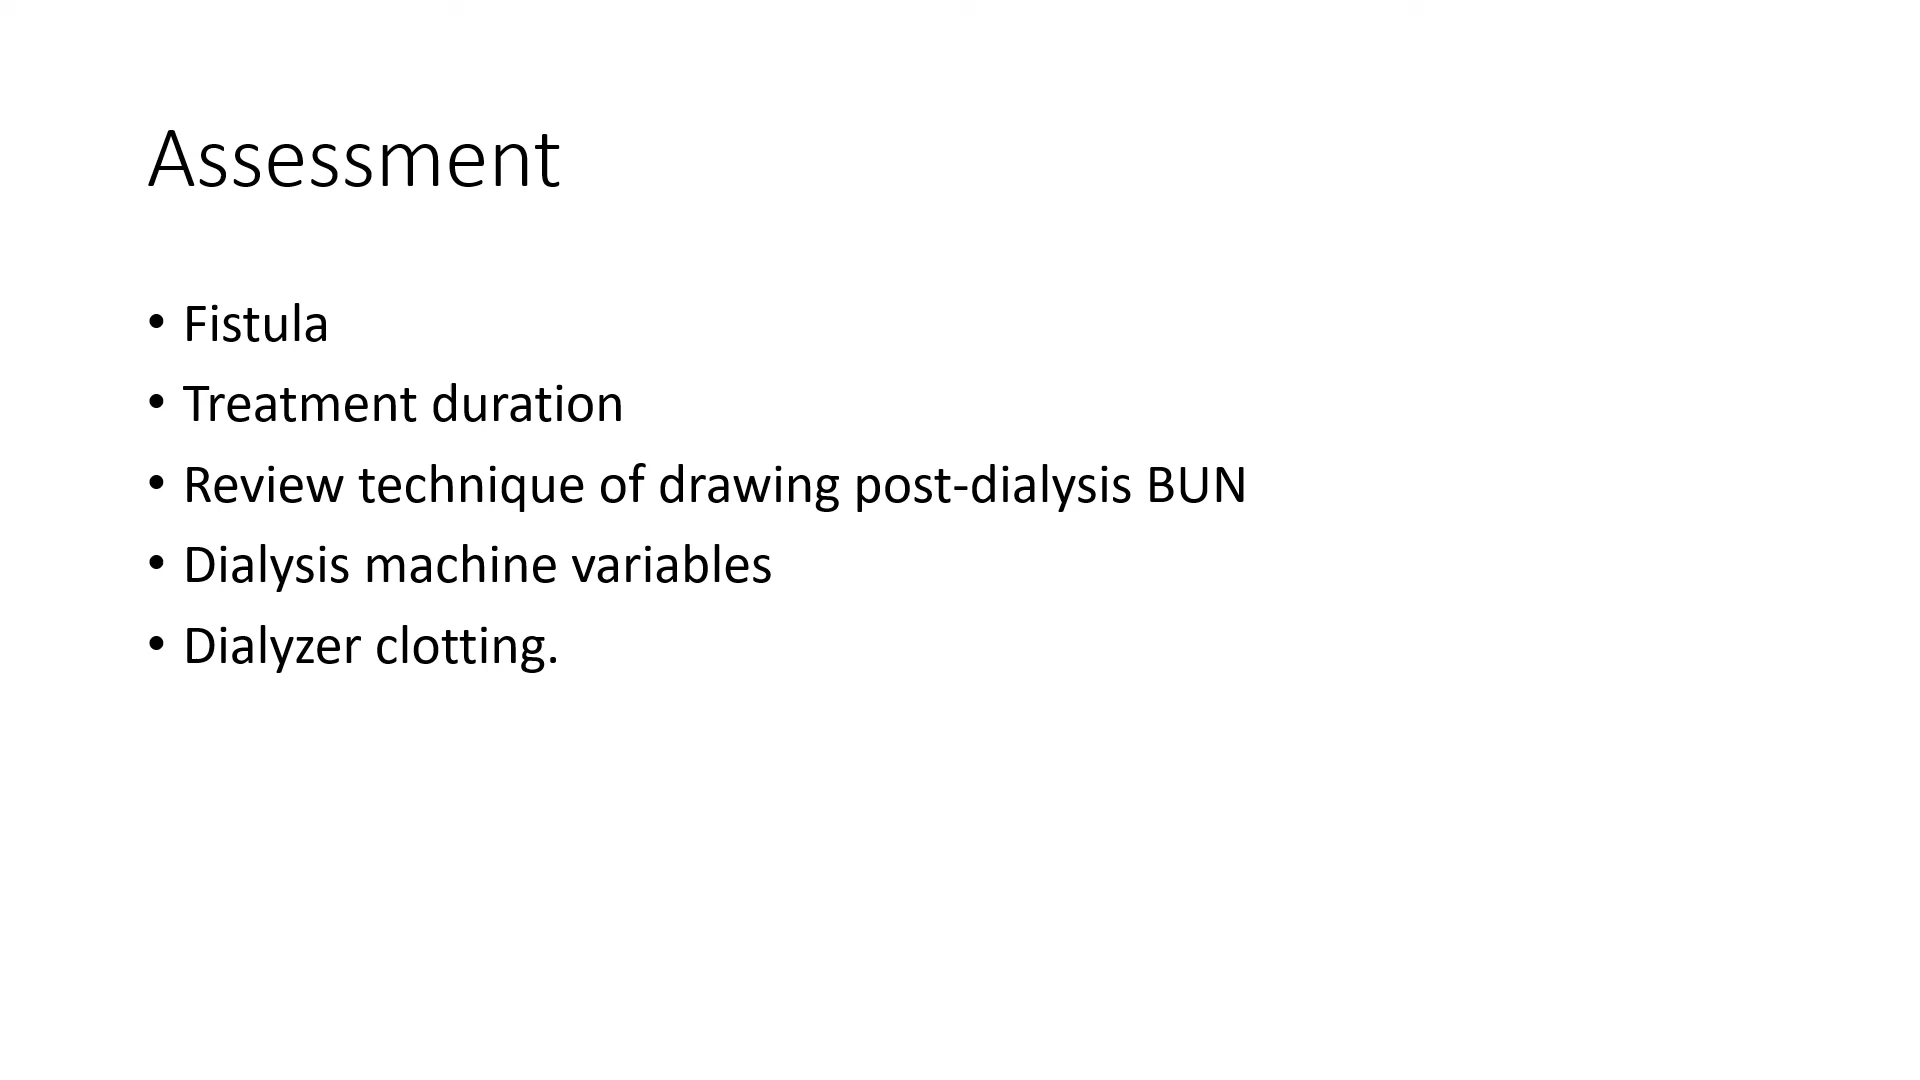 Assessment
• Fistula
• Treatment duration
• Review technique of drawing post-dialysis BUN
• Dialysis machine variables
• Dialyzer clotting.